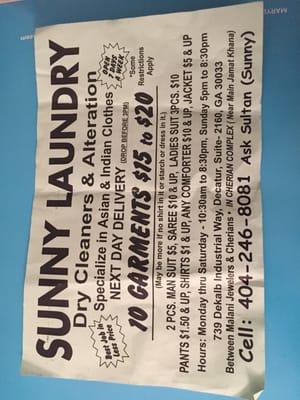 SUNNY LAUNDRY
Dry Cleaners & Alteration
OPEN 7 DAYS A WEEK
Specialize in Asian & Indian Clothes
*Some Restrictions Apply
Best Job in Less Price
NEXT DAY DELIVERY (DROP BEFORE 3PM)
10 GARMENTS* $15 to $20
(May be more if no shirt in it or starch or dress in it.)
2 PCS. MAN SUIT $5, SAREE $10 & UP, LADIES SUIT 3PCS. $10
PANTS $1.50 & UP, SHIRTS $1 & UP, ANY COMFORTER $10 & UP, JACKET $5 & UP
Hours: Monday thru Saturday - 10:30am to 8:30pm, Sunday 5pm to 8:30pm
739 Dekalb Industrial Way, Decatur, Suite- 2160, GA 30033
Between Malani Jewelers & Cherians • IN CHERIAN COMPLEX (Near Main Jamat Khana)
Cell: 404-246-8081 Ask Sultan (Sunny)